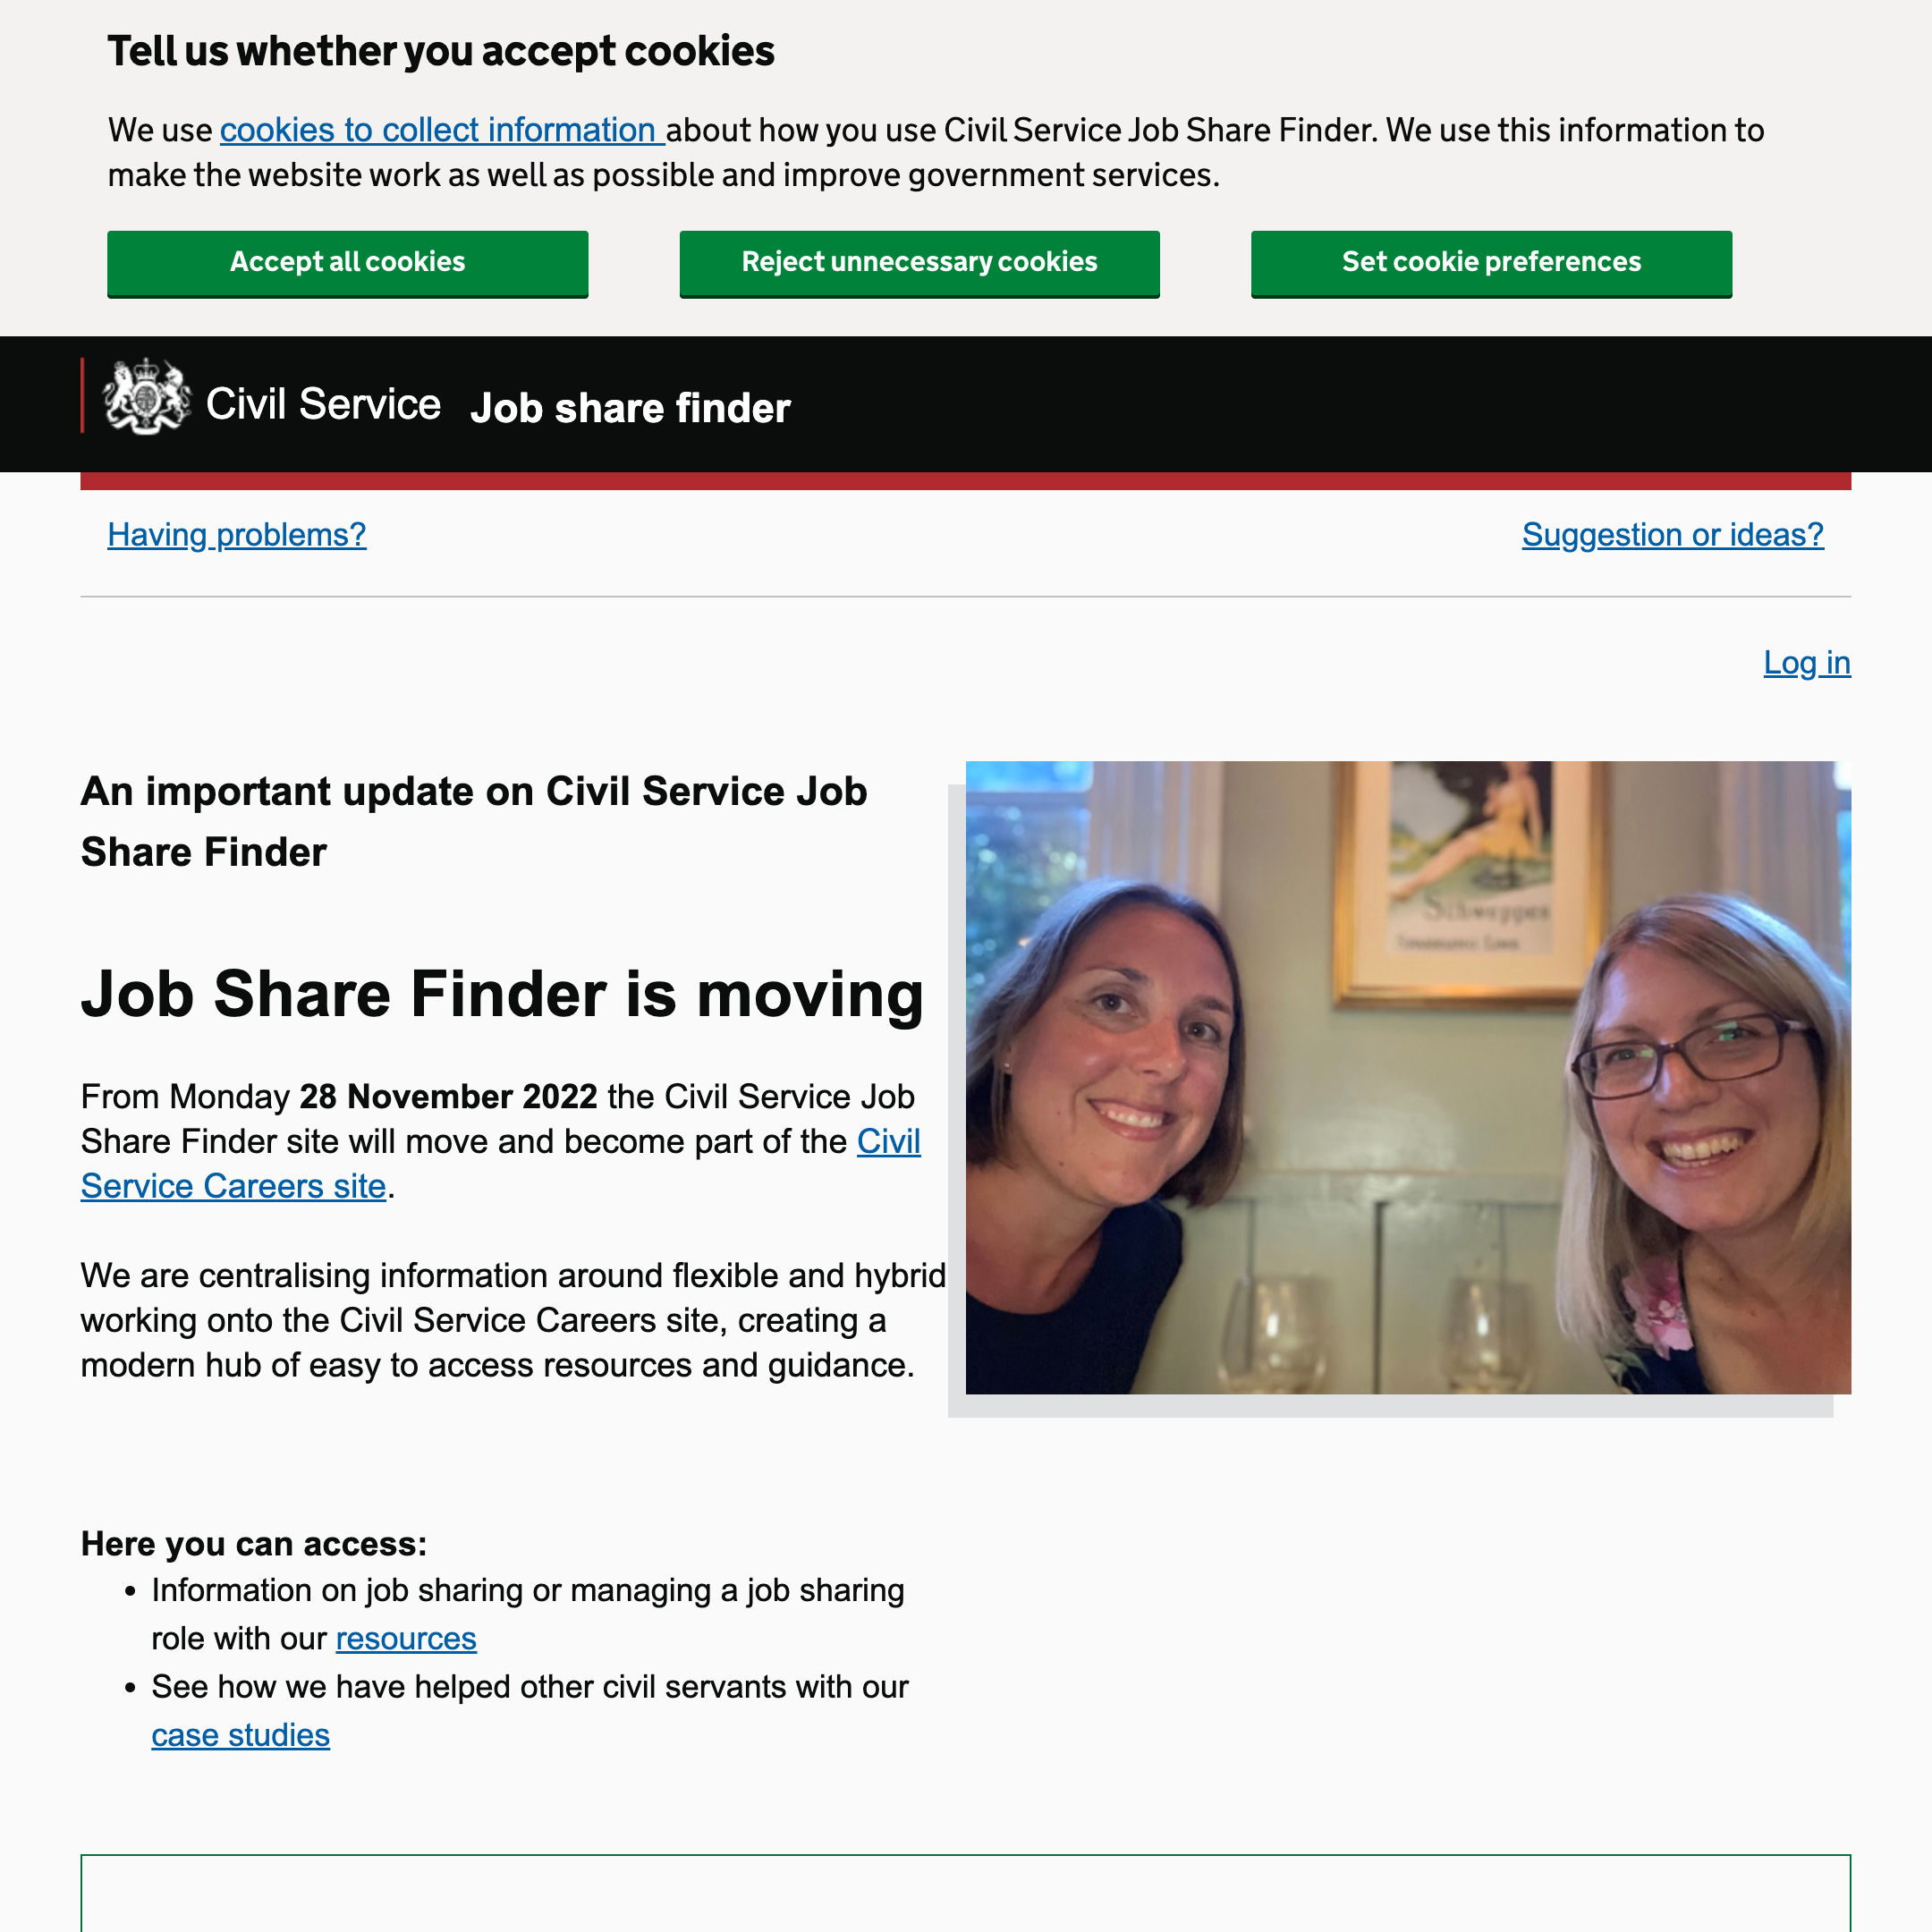 Tell us whether you accept cookies
We use cookies to collect information about how you use Civil Service Job Share Finder. We use this information to
make the website work as well as possible and improve government services.
Accept all cookies
Reject unnecessary cookies
Set cookie preferences
Civil Service Job share finder
Having problems?
Suggestion or ideas?
Log in
An important update on Civil Service Job
Share Finder
Job Share Finder is moving
From Monday 28 November 2022 the Civil Service Job
Share Finder site will move and become part of the Civil
Service Careers site.
We are centralising information around flexible and hybrid
working onto the Civil Service Careers site, creating a
modern hub of easy to access resources and guidance.
Schweppes
Here you can access:
• Information on job sharing or managing a job sharing
role with our resources
• See how we have helped other civil servants with our
case studies